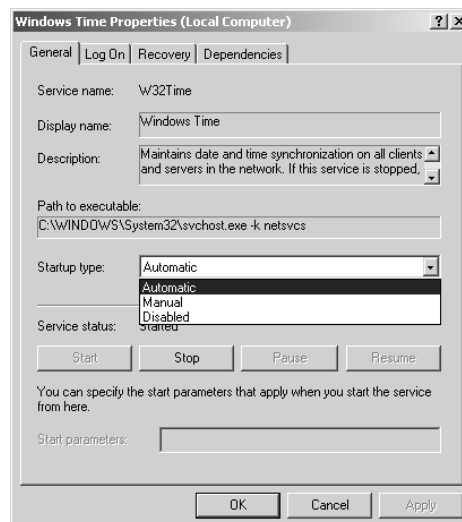 Windows Time Properties (Local Computer)
General Log On Recovery Dependencies
Service name: W32Time
Display name: Windows Time
Description: Maintains date and time synchronization on all clients
and servers in the network. If this service is stopped,
Path to executable:
C:\WINDOWS\System32\svchost.exe -k netsvcs
Startup type: Automatic
Automatic
Manual
Disabled
Service status: Started
Start Stop Pause Resume
You can specify the start parameters that apply when you start the service
from here.
Start parameters:
OK Cancel Apply